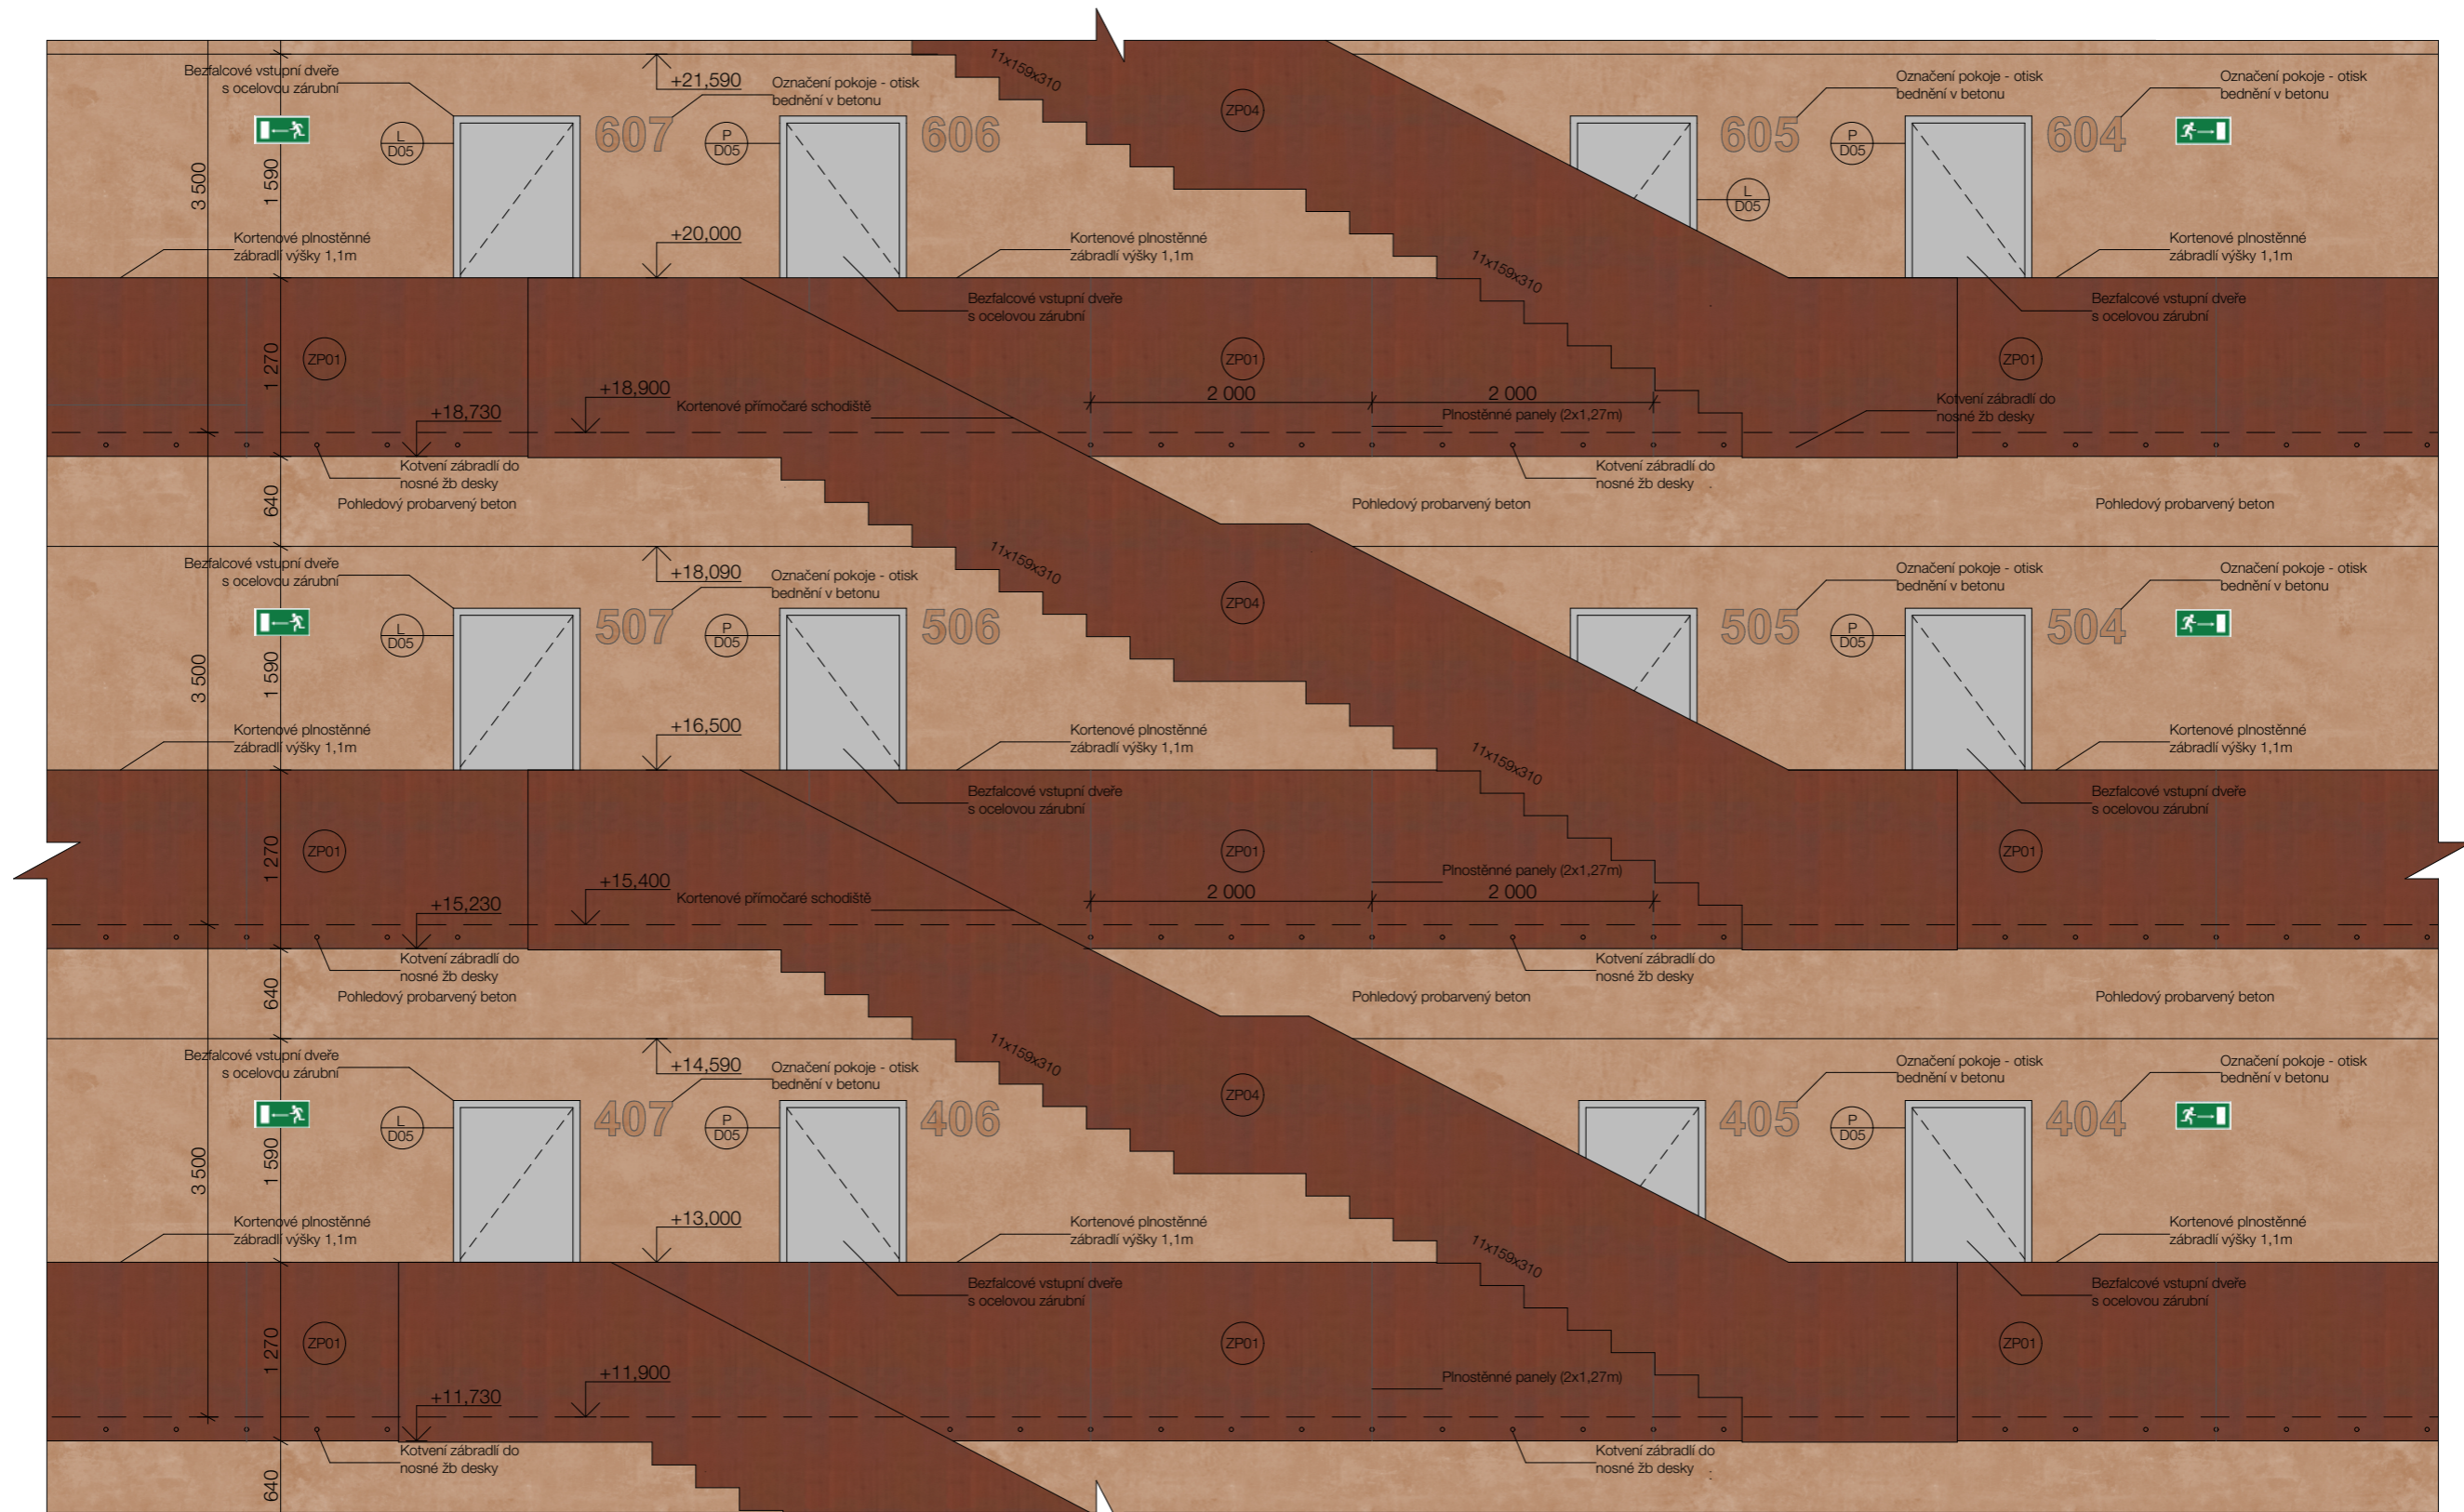 11x159x310
Bezfalcové vstupní dveře
s ocelovou zárubní
+21,590
Označení pokoje - otisk
bednění v betonu
Označení pokoje - otisk
bednění v betonu
Označení pokoje - otisk
bednění v betonu
ZP04
L
D05
607
P
D05
606
605
P
D05
604
3 500
1 590
L
D05
Kortenové plnostěnné
zábradlí výšky 1,1m
+20,000
Kortenové plnostěnné
zábradlí výšky 1,1m
Kortenové plnostěnné
zábradlí výšky 1,1m
11x159x310
Bezfalcové vstupní dveře
s ocelovou zárubní
Bezfalcové vstupní dveře
s ocelovou zárubní
1 270
ZP01
ZP01
ZP01
+18,900
+18,730
Kortenové přímočaré schodiště
2 000
2 000
Plnostěnné panely (2x1,27m)
Kotvení zábradlí do
nosné žb desky
Kotvení zábradlí do
nosné žb desky
Kotvení zábradlí do
nosné žb desky
640
Pohledový probarvený beton
Pohledový probarvený beton
Pohledový probarvený beton
11x159x310
Bezfalcové vstupní dveře
s ocelovou zárubní
+18,090
Označení pokoje - otisk
bednění v betonu
Označení pokoje - otisk
bednění v betonu
Označení pokoje - otisk
bednění v betonu
ZP04
L
D05
507
P
D05
506
505
P
D05
504
3 500
1 590
Kortenové plnostěnné
zábradlí výšky 1,1m
+16,500
Kortenové plnostěnné
zábradlí výšky 1,1m
Kortenové plnostěnné
zábradlí výšky 1,1m
11x159x310
Bezfalcové vstupní dveře
s ocelovou zárubní
Bezfalcové vstupní dveře
s ocelovou zárubní
1 270
ZP01
ZP01
ZP01
+15,400
+15,230
Kortenové přímočaré schodiště
Plnostěnné panely (2x1,27m)
2 000
2 000
Kotvení zábradlí do
nosné žb desky
Kotvení zábradlí do
nosné žb desky
640
Pohledový probarvený beton
Pohledový probarvený beton
Pohledový probarvený beton
11x159x310
Bezfalcové vstupní dveře
s ocelovou zárubní
+14,590
Označení pokoje - otisk
bednění v betonu
Označení pokoje - otisk
bednění v betonu
Označení pokoje - otisk
bednění v betonu
ZP04
L
D05
407
P
D05
406
405
P
D05
404
3 500
1 590
Kortenové plnostěnné
zábradlí výšky 1,1m
+13,000
Kortenové plnostěnné
zábradlí výšky 1,1m
Kortenové plnostěnné
zábradlí výšky 1,1m
11x159x310
Bezfalcové vstupní dveře
s ocelovou zárubní
Bezfalcové vstupní dveře
s ocelovou zárubní
1 270
ZP01
ZP01
ZP01
+11,900
+11,730
Plnostěnné panely (2x1,27m)
Kotvení zábradlí do
nosné žb desky
Kotvení zábradlí do
nosné žb desky
640